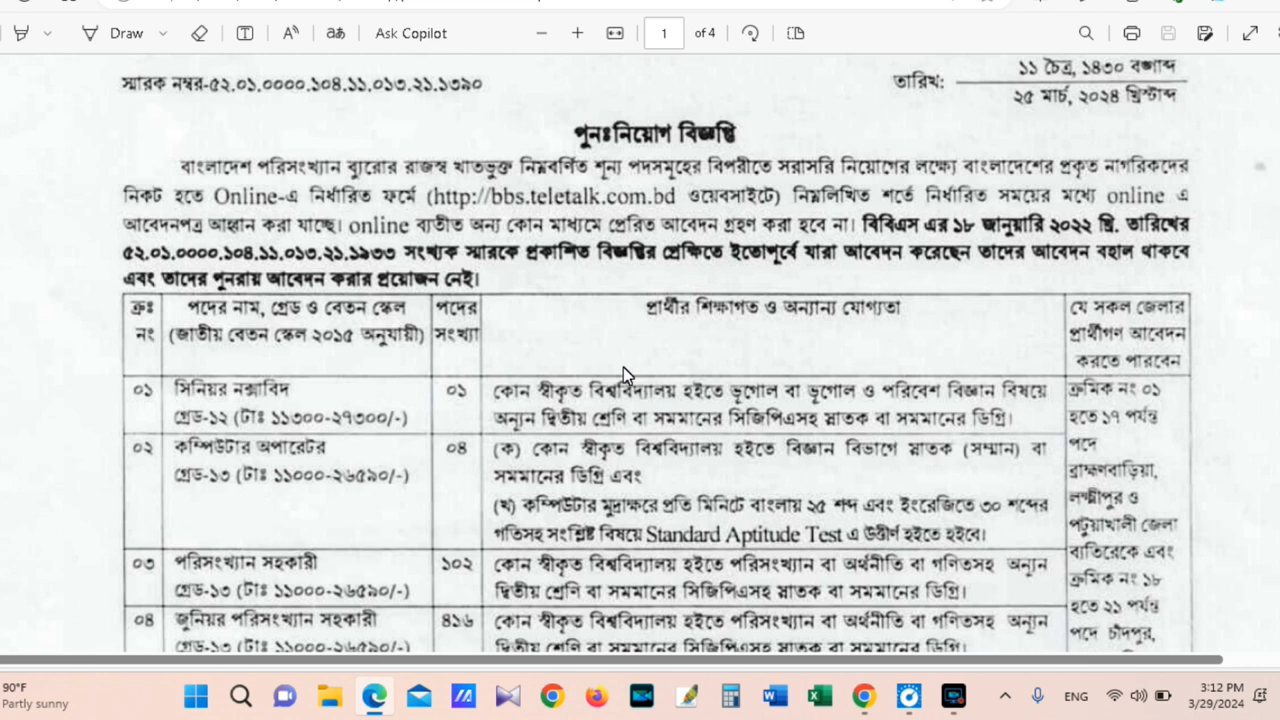 Draw
Ask Copilot
1 of 4
স্মারক নম্বর-৫২.০১.০০০০.১০৪.১১.০১৩.২১.১৩৯০
তারিখ:
১১ চৈত্র, ১৪৩০ বঙ্গাব্দ
২৫ মার্চ, ২০২৪ খ্রিস্টাব্দ
পুনঃনিয়োগ বিজ্ঞপ্তি
বাংলাদেশ পরিসংখ্যান ব্যুরোর রাজস্ব খাতভুক্ত নিম্নবর্ণিত শূন্য পদসমূহের বিপরীতে সরাসরি নিয়োগের লক্ষ্যে বাংলাদেশের প্রকৃত নাগরিকদের
নিকট হতে Online-এ নির্ধারিত ফর্মে (http://bbs.teletalk.com.bd ওয়েবসাইটে) নিম্নলিখিত শর্তে নির্ধারিত সময়ের মধ্যে online এ
আবেদনপত্র আহ্বান করা যাচ্ছে। online ব্যতীত অন্য কোন মাধ্যমে প্রেরিত আবেদন গ্রহণ করা হবে না। বিবিএস এর ১৮ জানুয়ারি ২০২২ খ্রি. তারিখের
৫২.০১.০০০০.১০৪.১১.০১৩.২১.১৯৩৩ সংখ্যক স্মারকে প্রকাশিত বিজ্ঞপ্তির প্রেক্ষিতে ইতোপূর্বে যারা আবেদন করেছেন তাদের আবেদন বহাল থাকবে
এবং তাদের পুনরায় আবেদন করার প্রয়োজন নেই।
ক্রঃ নং
পদের নাম, গ্রেড ও বেতন স্কেল
(জাতীয় বেতন স্কেল ২০১৫ অনুযায়ী)
পদের সংখ্যা
প্রার্থীর শিক্ষাগত ও অন্যান্য যোগ্যতা
যে সকল জেলার
প্রার্থীগণ আবেদন
করতে পারবেন
০১
সিনিয়র নক্সাবিদ
গ্রেড-১২ (টাঃ ১১৩০০-২৭৩০০/-)
০১
কোন স্বীকৃত বিশ্ববিদ্যালয় হইতে ভূগোল বা ভূগোল ও পরিবেশ বিজ্ঞান বিষয়ে
অন্যূন দ্বিতীয় শ্রেণি বা সমমানের সিজিপিএসহ স্নাতক বা সমমানের ডিগ্রি।
০২
কম্পিউটার অপারেটর
গ্রেড-১৩ (টাঃ ১১০০০-২৬৫৯০/-)
০৪
(ক) কোন স্বীকৃত বিশ্ববিদ্যালয় হইতে বিজ্ঞান বিভাগে স্নাতক (সম্মান) বা
সমমানের ডিগ্রি এবং
(খ) কম্পিউটার মুদ্রাক্ষরে প্রতি মিনিটে বাংলায় ২৫ শব্দ এবং ইংরেজিতে ৩০ শব্দের
গতিসহ সংশ্লিষ্ট বিষয়ে Standard Aptitude Test এ উত্তীর্ণ হইতে হইবে।
০৩
পরিসংখ্যান সহকারী
গ্রেড-১৩ (টাঃ ১১০০০-২৬৫৯০/-)
১০২
কোন স্বীকৃত বিশ্ববিদ্যালয় হইতে পরিসংখ্যান বা অর্থনীতি বা গণিতসহ অন্যূন
দ্বিতীয় শ্রেণি বা সমমানের সিজিপিএসহ স্নাতক বা সমমানের ডিগ্রি।
০৪
জুনিয়র পরিসংখ্যান সহকারী
গ্রেড-১৩ (টাঃ ১১০০০-২৬৫৯০/-)
৪১৬
কোন স্বীকৃত বিশ্ববিদ্যালয় হইতে পরিসংখ্যান বা অর্থনীতি বা গণিতসহ অন্যূন
দ্বিতীয় শ্রেণি বা সমমানের সিজিপিএসহ স্নাতক বা সমমানের ডিগ্রি।
ক্রমিক নং ০১
হতে ১৭ পর্যন্ত
পদে
ব্রাহ্মণবাড়িয়া,
লক্ষ্মীপুর ও
পটুয়াখালী জেলা
ব্যতিরেকে এবং
ক্রমিক নং ১৮
হতে ২১ পর্যন্ত
পদে চাঁদপুর,
90°F
Partly sunny
ENG
3:12 PM
3/29/2024